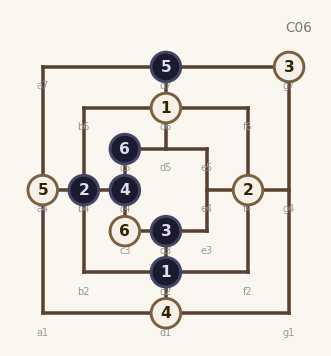 C06
5 3
a7 d7 g7
1
b6 d6 f6
6
c5 d5 e5
5 2 4 2
a4 b4 c4 e4 f4 g4
6 3
c3 d3 e3
1
b2 d2 f2
4
a1 d1 g1